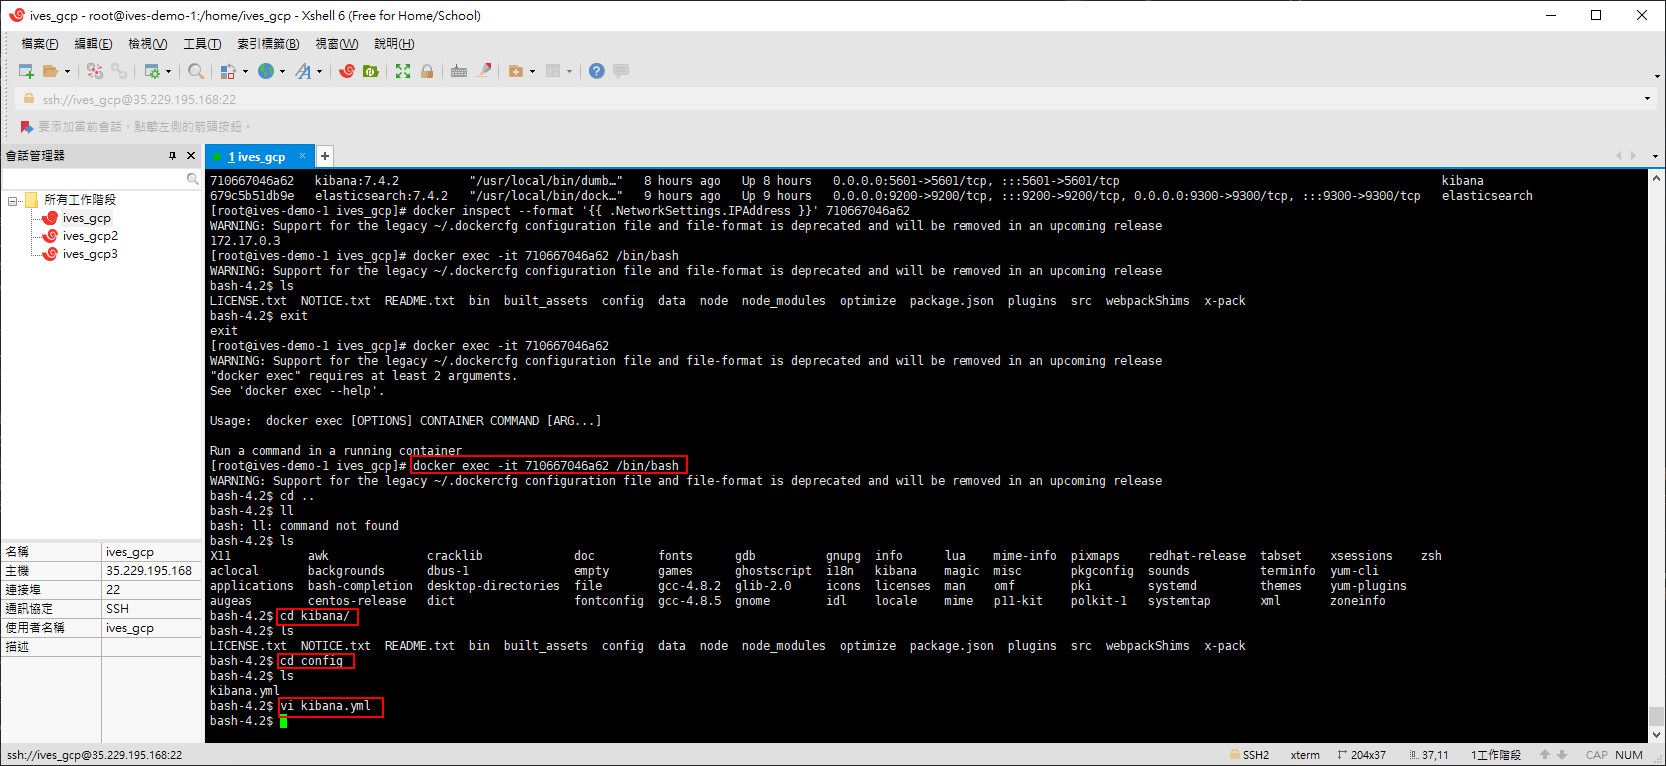 ives_gcp - root@ives-demo-1:/home/ives_gcp - Xshell 6 (Free for Home/School)
檔案(F) 編輯(E) 檢視(V) 工具(T) 索引標籤(B) 視窗(W) 說明(H)
ssh://ives_gcp@35.229.195.168:22
要添加當前會話，點擊左側的箭頭按鈕。
會話管理器
所有工作階段
ives_gcp
ives_gcp2
ives_gcp3
名稱 ives_gcp
主機 35.229.195.168
連接埠 22
通訊協定 SSH
使用者名稱 ives_gcp
描述
1 ives_gcp × +
710667046a62 kibana:7.4.2 "/usr/local/bin/dumb…" 8 hours ago Up 8 hours 0.0.0.0:5601->5601/tcp, :::5601->5601/tcp kibana
679c5b51db9e elasticsearch:7.4.2 "/usr/local/bin/dock…" 9 hours ago Up 9 hours 0.0.0.0:9200->9200/tcp, :::9200->9200/tcp, 0.0.0.0:9300->9300/tcp, :::9300->9300/tcp elasticsearch
[root@ives-demo-1 ives_gcp]# docker inspect --format '{{ .NetworkSettings.IPAddress }}' 710667046a62
WARNING: Support for the legacy ~/.dockercfg configuration file and file-format is deprecated and will be removed in an upcoming release
172.17.0.3
[root@ives-demo-1 ives_gcp]# docker exec -it 710667046a62 /bin/bash
WARNING: Support for the legacy ~/.dockercfg configuration file and file-format is deprecated and will be removed in an upcoming release
bash-4.2$ ls
LICENSE.txt NOTICE.txt README.txt bin built_assets config data node node_modules optimize package.json plugins src webpackShims x-pack
bash-4.2$ exit
exit
[root@ives-demo-1 ives_gcp]# docker exec -it 710667046a62
WARNING: Support for the legacy ~/.dockercfg configuration file and file-format is deprecated and will be removed in an upcoming release
"docker exec" requires at least 2 arguments.
See 'docker exec --help'.
Usage: docker exec [OPTIONS] CONTAINER COMMAND [ARG...]
Run a command in a running container
[root@ives-demo-1 ives_gcp]# docker exec -it 710667046a62 /bin/bash
WARNING: Support for the legacy ~/.dockercfg configuration file and file-format is deprecated and will be removed in an upcoming release
bash-4.2$ cd ..
bash-4.2$ ll
bash: ll: command not found
bash-4.2$ ls
X11 awk cracklib doc fonts gdb gnupg info lua mime-info pixmaps redhat-release tabset xsessions zsh
aclocal backgrounds dbus-1 empty games ghostscript i18n kibana magic misc pkgconfig sounds terminfo yum-cli
applications bash-completion desktop-directories file gcc-4.8.2 glib-2.0 icons licenses man omf pki systemd themes yum-plugins
augeas centos-release dict fontconfig gcc-4.8.5 gnome idl locale mime p11-kit polkit-1 systemtap xml zoneinfo
bash-4.2$ cd kibana/
bash-4.2$ ls
LICENSE.txt NOTICE.txt README.txt bin built_assets config data node node_modules optimize package.json plugins src webpackShims x-pack
bash-4.2$ cd config
bash-4.2$ ls
kibana.yml
bash-4.2$ vi kibana.yml
bash-4.2$
ssh://ives_gcp@35.229.195.168:22 SSH2 xterm 204x37 37,11 1工作階段 CAP NUM